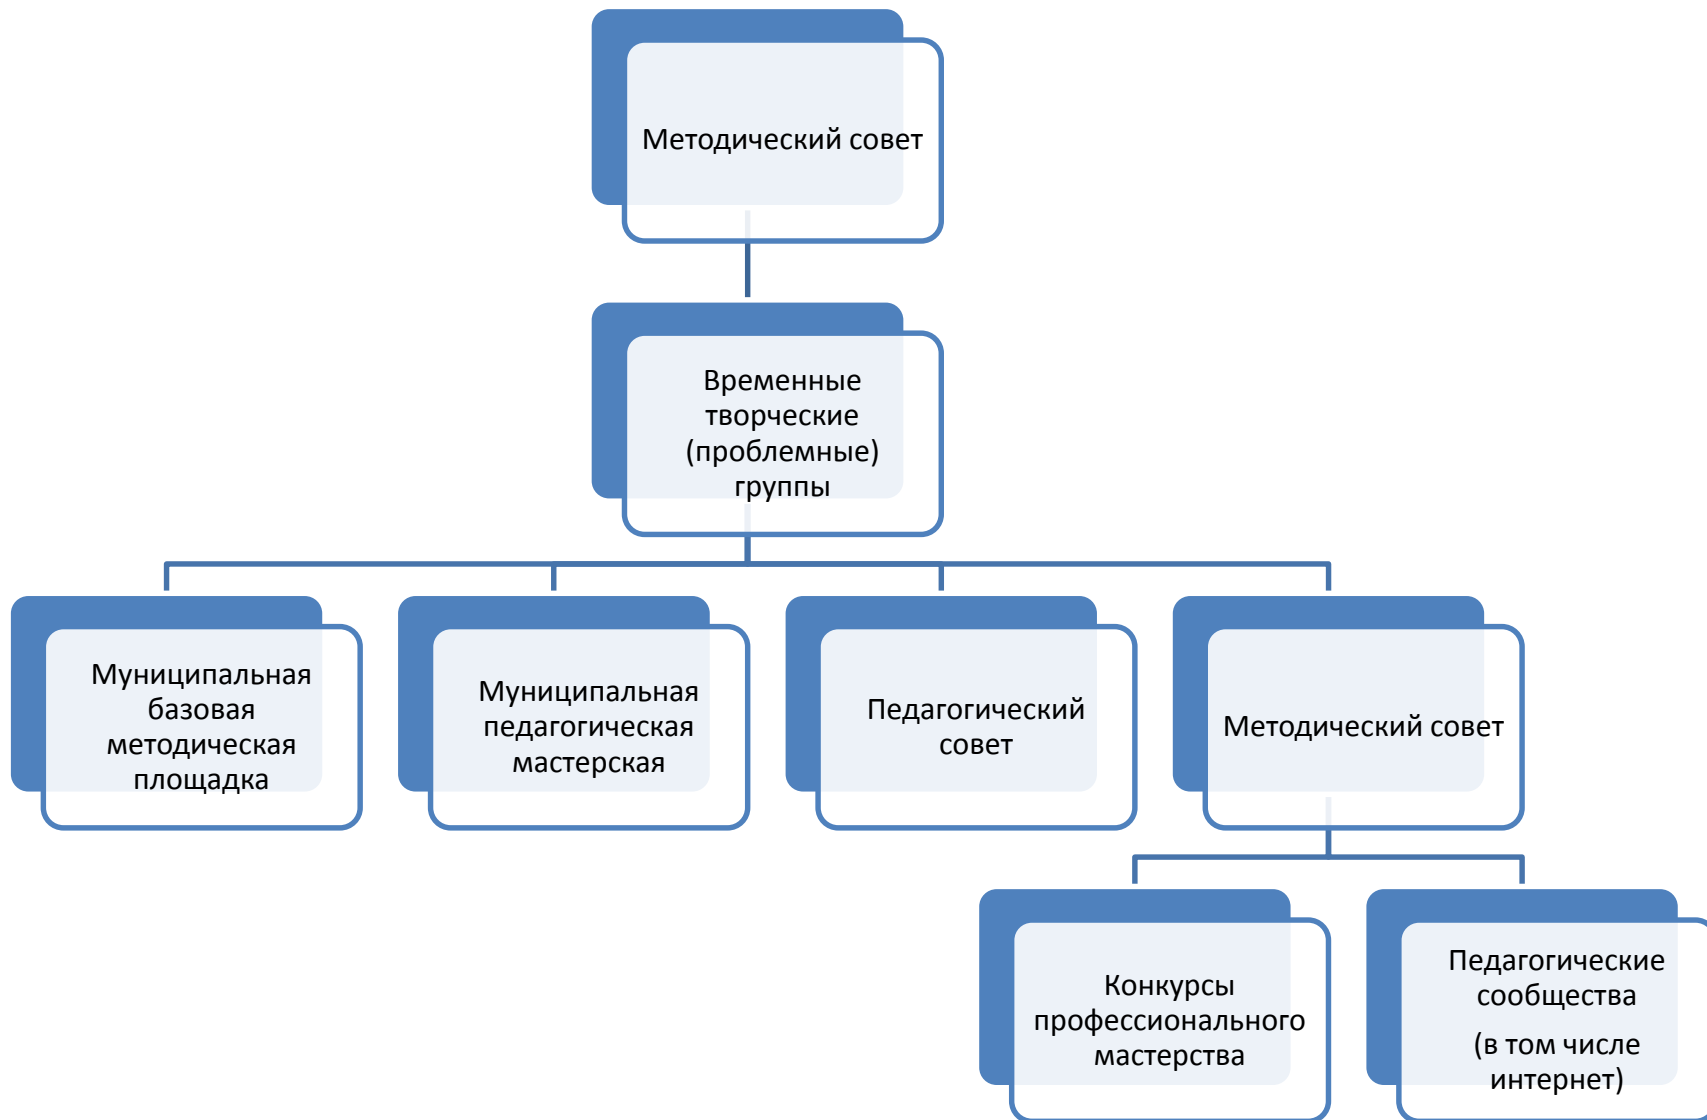 Методический совет
Временные
творческие
(проблемные)
группы
Муниципальная
базовая
методическая
площадка
Муниципальная
педагогическая
мастерская
Педагогический
совет
Методический совет
Конкурсы
профессионального
мастерства
Педагогические
сообщества
(в том числе
интернет)